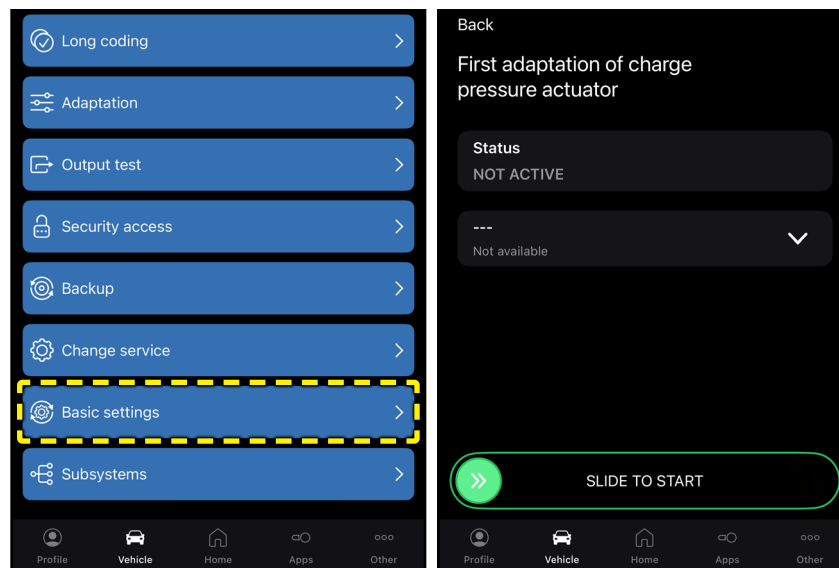 Long coding
Adaptation
Output test
Security access
Backup
Change service
Basic settings
Subsystems
Profile
Vehicle
Home
Apps
Other
Back
First adaptation of charge
pressure actuator
Status
NOT ACTIVE
---
Not available
SLIDE TO START
Profile
Vehicle
Home
Apps
Other